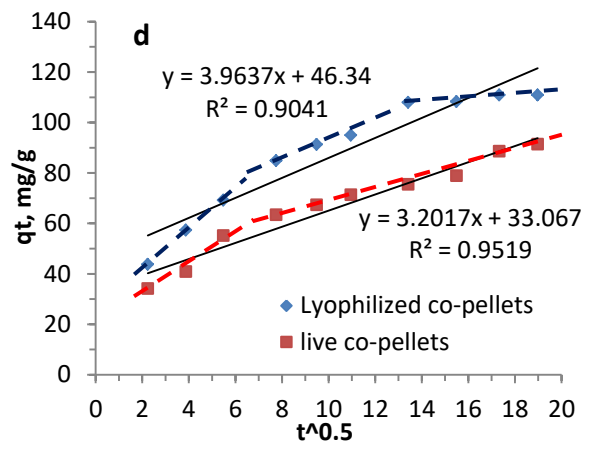 d
y = 3.9637x + 46.34
R² = 0.9041
y = 3.2017x + 33.067
R² = 0.9519
Lyophilized co-pellets
live co-pellets
qt, mg/g
140
120
100
80
60
40
20
0
0 2 4 6 8 10 12 14 16 18 20
t^0.5